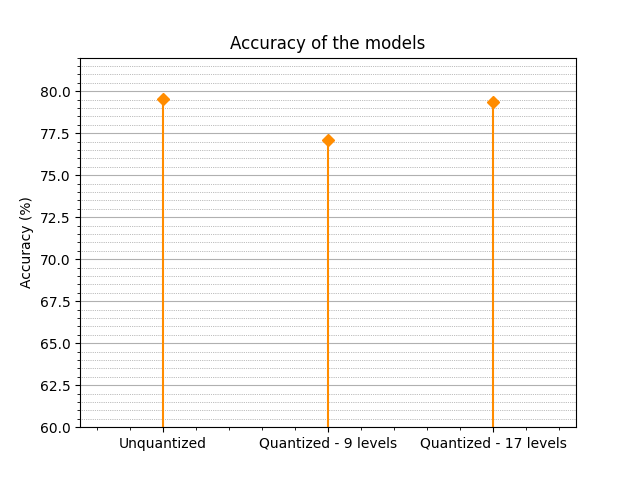 Accuracy of the models
Accuracy (%)
80.0
77.5
75.0
72.5
70.0
67.5
65.0
62.5
60.0
Unquantized
Quantized - 9 levels
Quantized - 17 levels